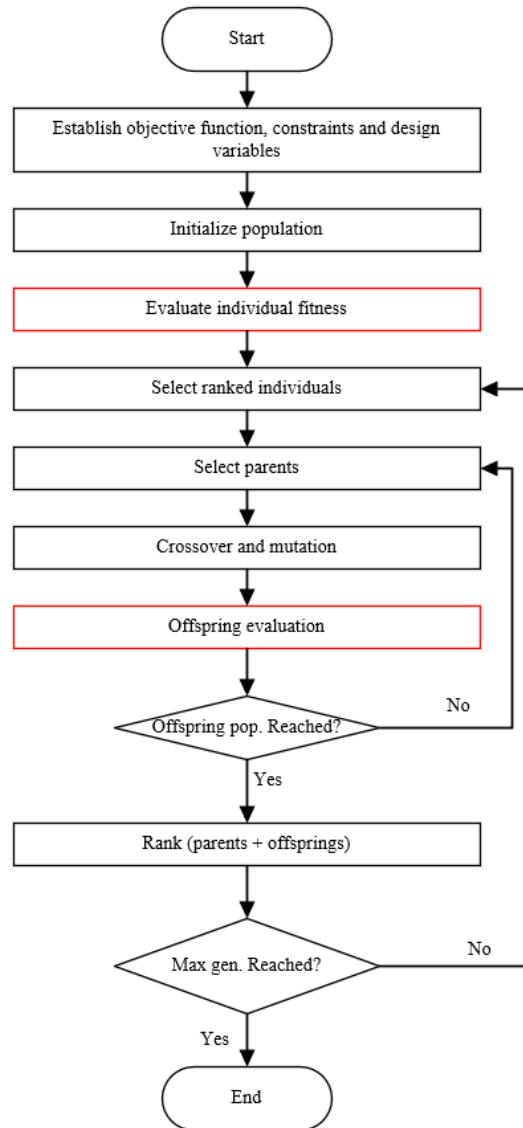 Start
Establish objective function, constraints and design
variables
Initialize population
Evaluate individual fitness
Select ranked individuals
Select parents
Crossover and mutation
Offspring evaluation
Offspring pop. Reached?
No
Yes
Rank (parents + offsprings)
Max gen. Reached?
No
Yes
End